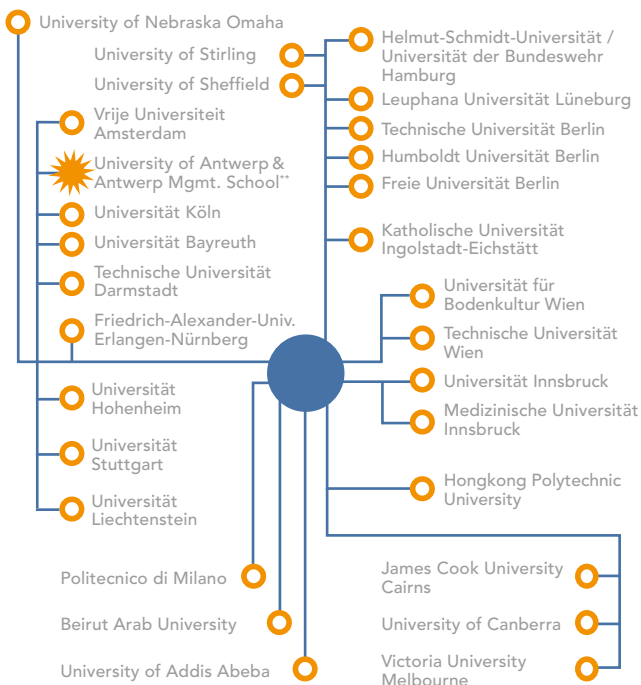 University of Nebraska Omaha
University of Stirling
University of Sheffield
Vrije Universiteit
Amsterdam
University of Antwerp &
Antwerp Mgmt. School**
Universität Köln
Universität Bayreuth
Technische Universität
Darmstadt
Friedrich-Alexander-Univ.
Erlangen-Nürnberg
Universität
Hohenheim
Universität
Stuttgart
Universität
Liechtenstein
Politecnico di Milano
Beirut Arab University
University of Addis Abeba
Helmut-Schmidt-Universität /
Universität der Bundeswehr
Hamburg
Leuphana Universität Lüneburg
Technische Universität Berlin
Humboldt Universität Berlin
Freie Universität Berlin
Katholische Universität
Ingolstadt-Eichstätt
Universität für
Bodenkultur Wien
Technische Universität
Wien
Universität Innsbruck
Medizinische Universität
Innsbruck
Hongkong Polytechnic
University
James Cook University
Cairns
University of Canberra
Victoria University
Melbourne